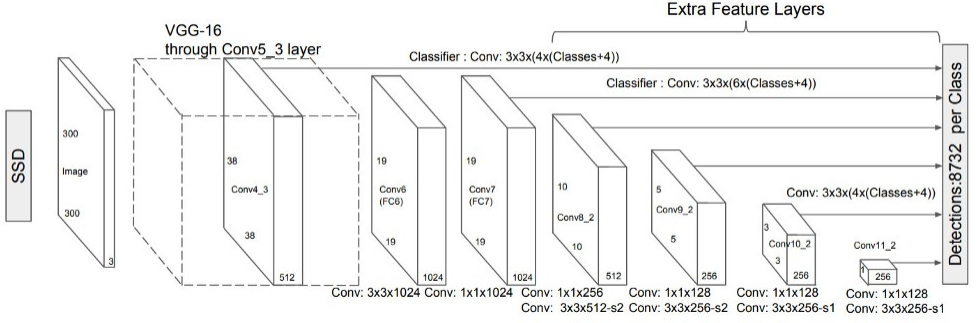 Extra Feature Layers
VGG-16
through Conv5_3 layer
Classifier : Conv: 3x3x(4x(Classes+4))
Classifier : Conv: 3x3x(6x(Classes+4))
SSD
300
Image
300
3
38
Conv4_3
38
512
19
Conv6
(FC6)
19
1024
19
Conv7
(FC7)
19
1024
10
Conv8_2
10
512
5
Conv9_2
5
256
Conv: 3x3x(4x(Classes+4))
3
Conv10_2
3
256
Conv11_2
1
256
Detections:8732 per Class
Conv: 3x3x1024
Conv: 1x1x1024
Conv: 1x1x256
Conv: 3x3x512-s2
Conv: 1x1x128
Conv: 3x3x256-s2
Conv: 1x1x128
Conv: 3x3x256-s1
Conv: 1x1x128
Conv: 3x3x256-s1